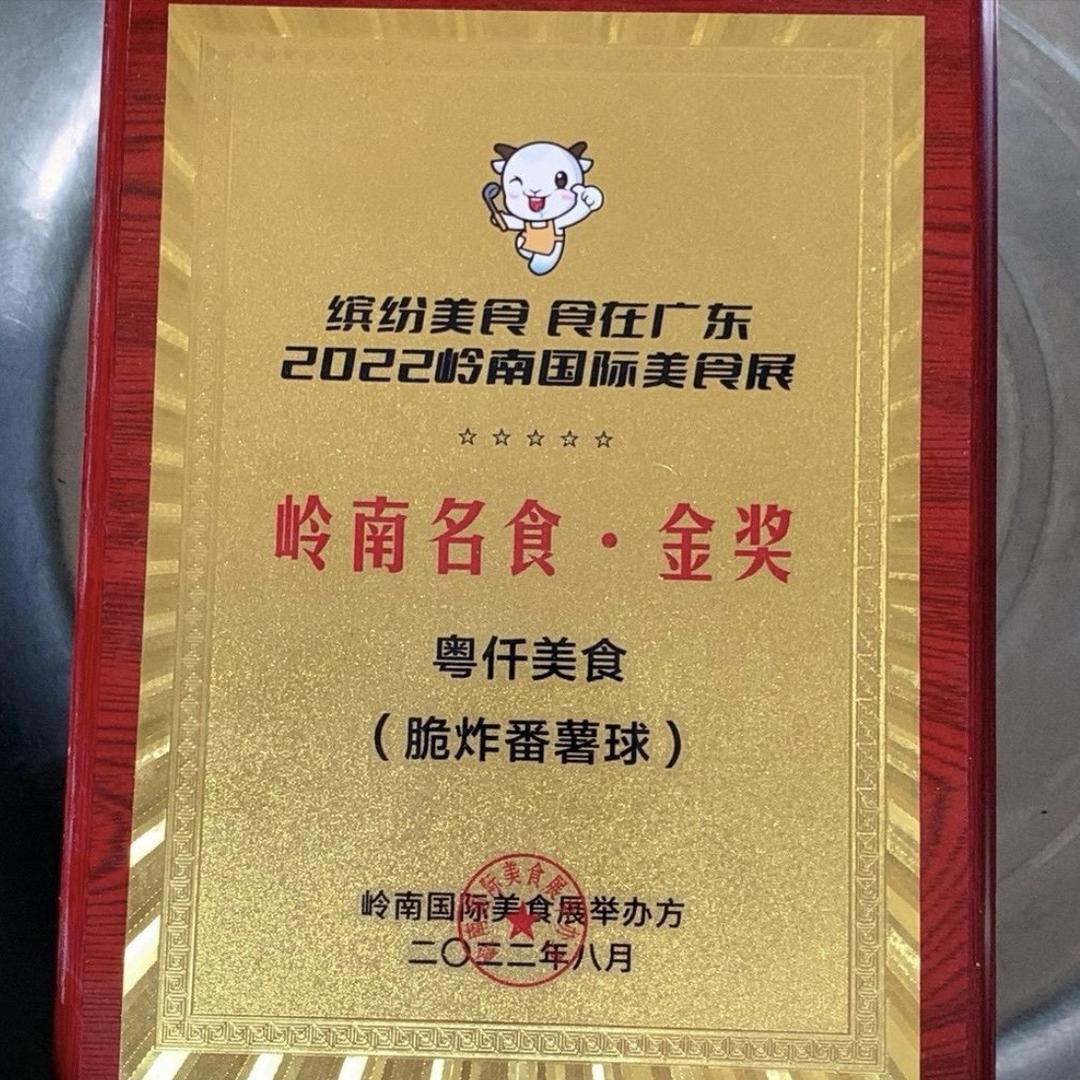 缤纷美食 食在广东
2022岭南国际美食展
☆☆☆☆☆
岭南名食·金奖
粤仟美食
(脆炸番薯球)
岭南国际美食展举办方
二〇二二年八月